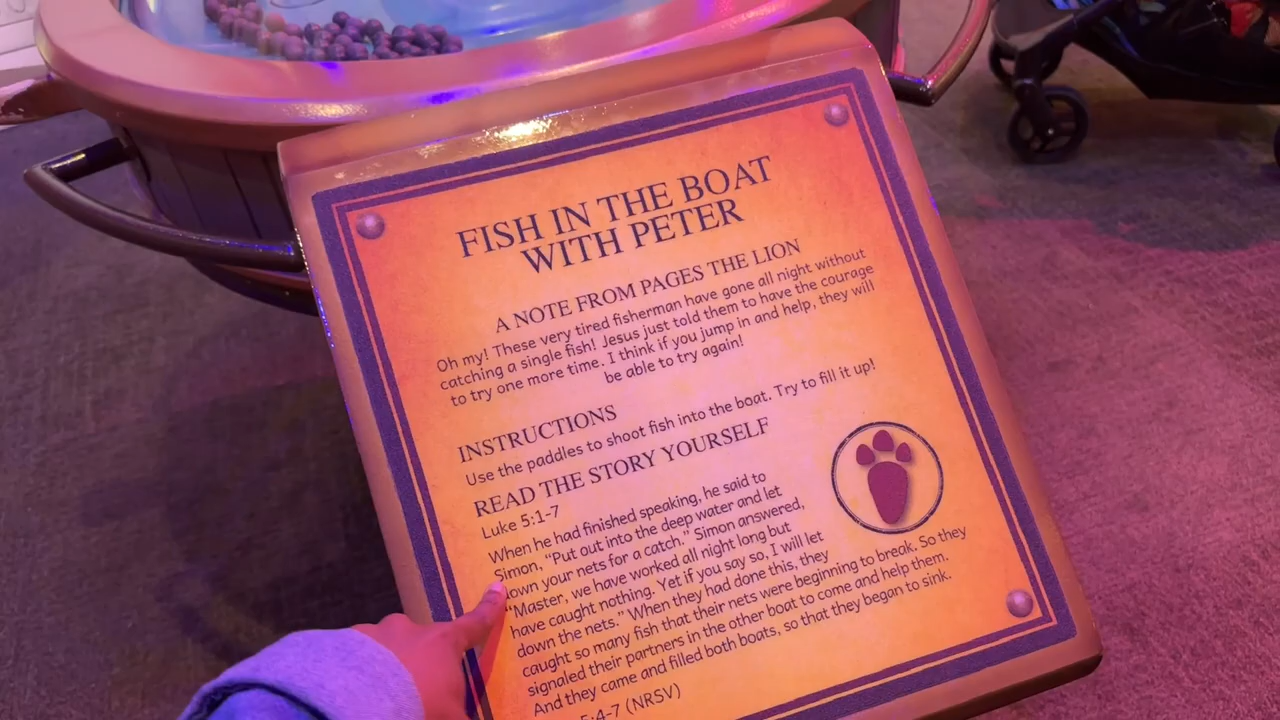 FISH IN THE BOAT
WITH PETER
A NOTE FROM PAGES THE LION
Oh my! These very tired fisherman have gone all night without
catching a single fish! Jesus just told them to have the courage
to try one more time. I think if you jump in and help, they will
be able to try again!
INSTRUCTIONS
Use the paddles to shoot fish into the boat. Try to fill it up!
READ THE STORY YOURSELF
Luke 5:1-7
When he had finished speaking, he said to
Simon, “Put out into the deep water and let
down your nets for a catch.” Simon answered,
“Master, we have worked all night long but
have caught nothing. Yet if you say so, I will let
down the nets.” When they had done this, they
caught so many fish that their nets were beginning to break. So they
signaled their partners in the other boat to come and help them.
And they came and filled both boats, so that they began to sink.
5:4-7 (NRSV)